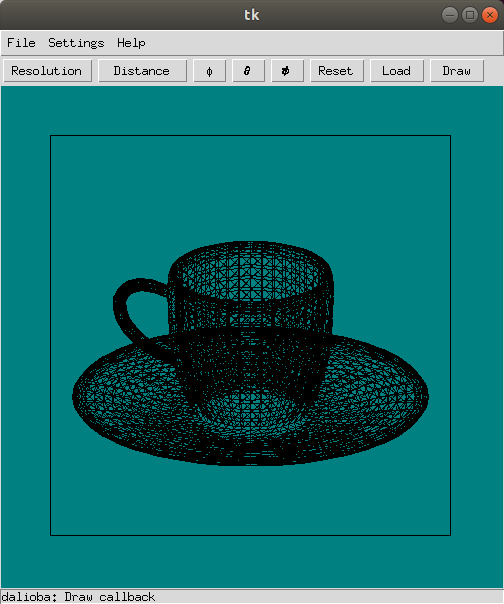 tk
File Settings Help
Resolution Distance ϕ θ Reset Load Draw
dalioba: Draw callback